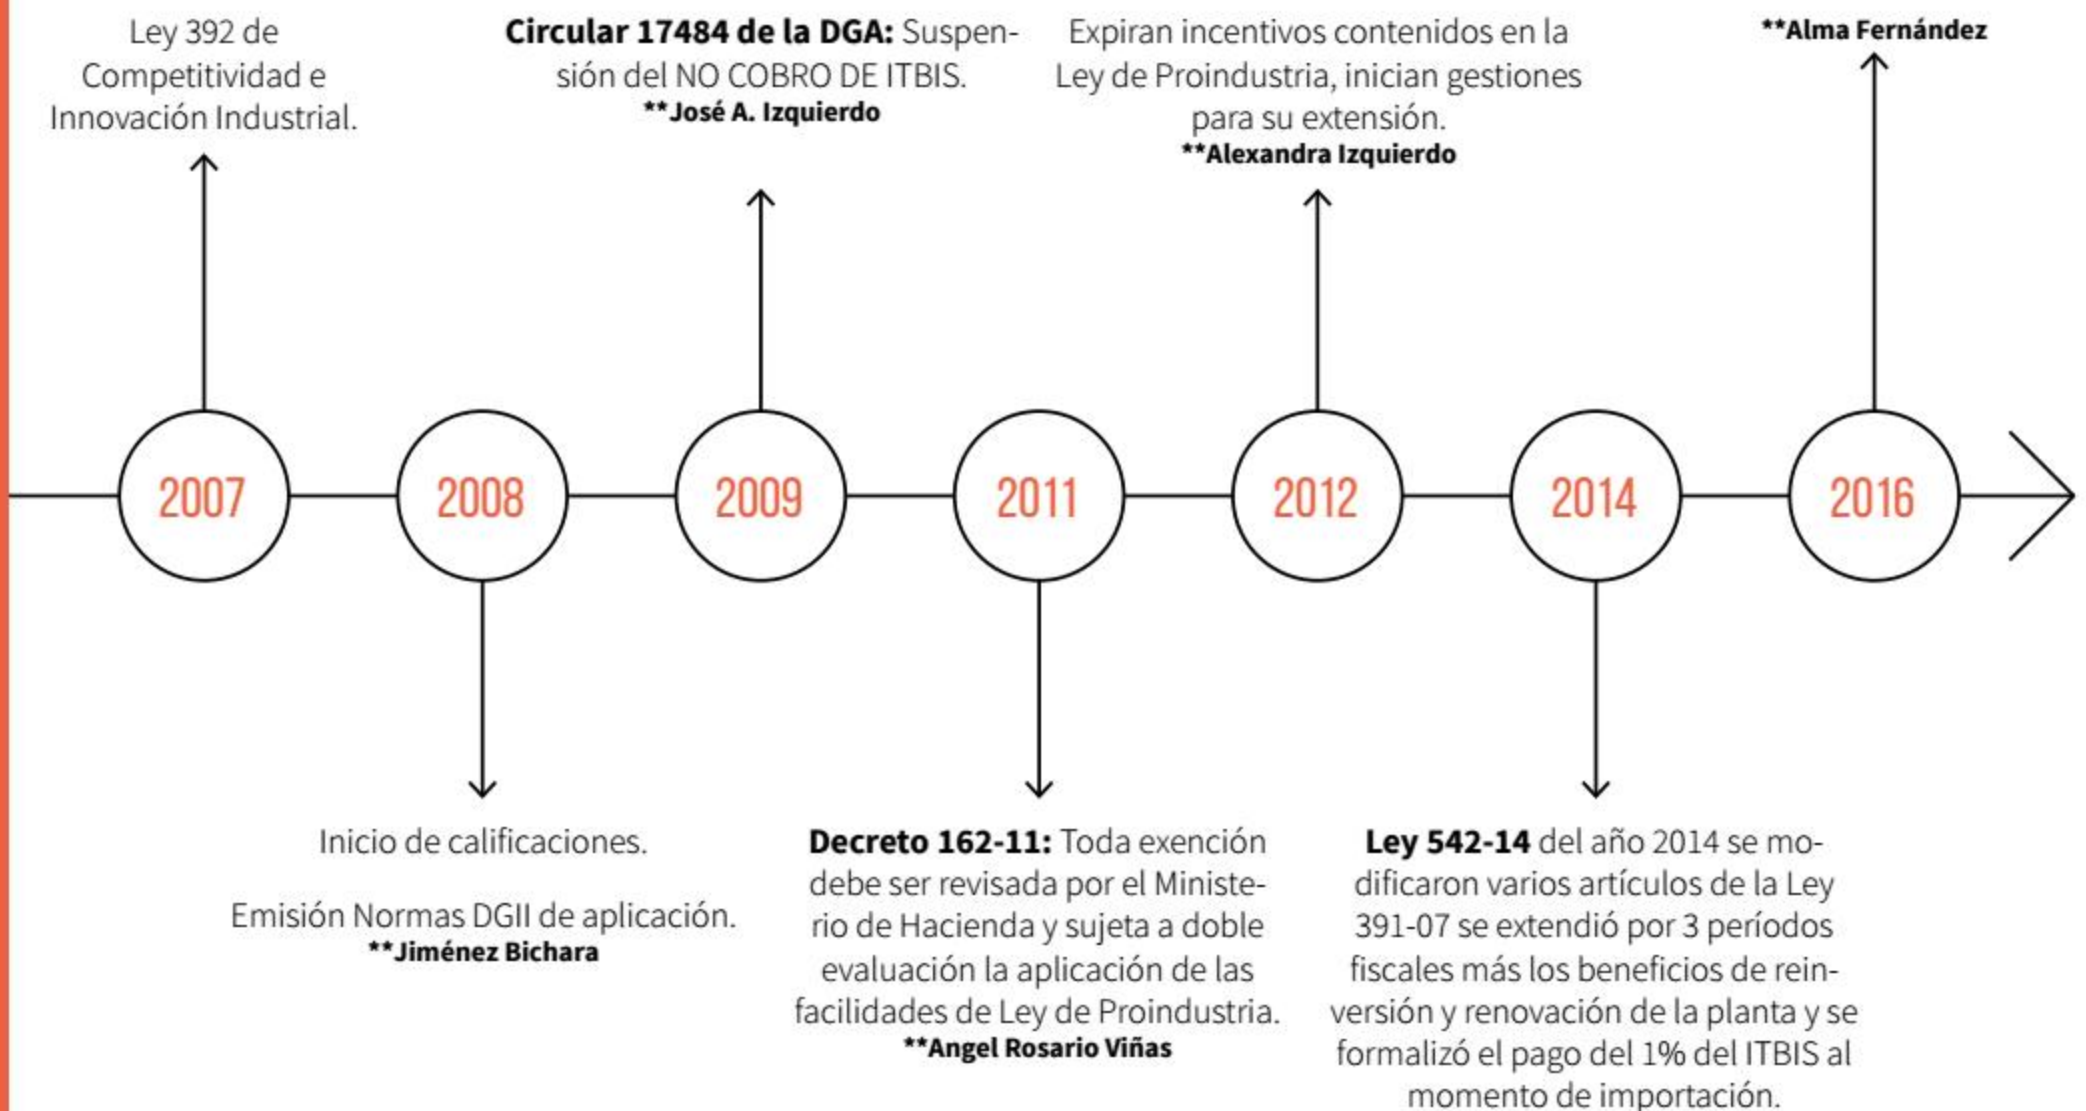 Ley 392 de
Competitividad e
Innovación Industrial.
Circular 17484 de la DGA: Suspen-
sión del NO COBRO DE ITBIS.
**José A. Izquierdo
Expiran incentivos contenidos en la
Ley de Proindustria, inician gestiones
para su extensión.
**Alexandra Izquierdo
**Alma Fernández
2007
2008
2009
2011
2012
2014
2016
Inicio de calificaciones.
Emisión Normas DGII de aplicación.
**Jiménez Bichara
Decreto 162-11: Toda exención
debe ser revisada por el Ministe-
rio de Hacienda y sujeta a doble
evaluación la aplicación de las
facilidades de Ley de Proindustria.
**Angel Rosario Viñas
Ley 542-14 del año 2014 se mo-
dificaron varios artículos de la Ley
391-07 se extendió por 3 períodos
fiscales más los beneficios de rein-
versión y renovación de la planta y se
formalizó el pago del 1% del ITBIS al
momento de importación.